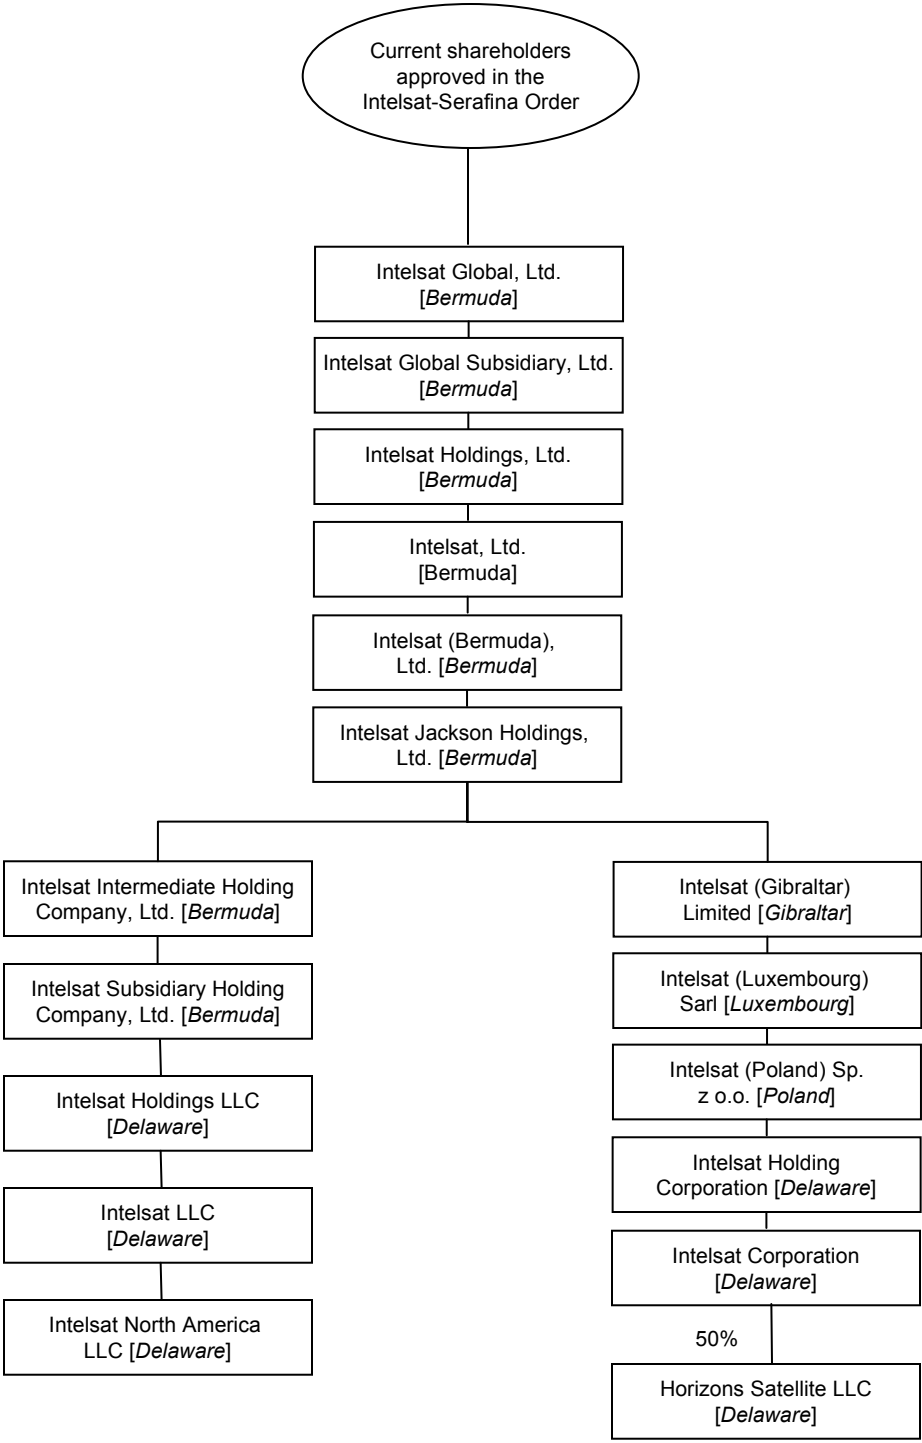 Current shareholders
approved in the
Intelsat-Serafina Order
Intelsat Global, Ltd.
[Bermuda]
Intelsat Global Subsidiary, Ltd.
[Bermuda]
Intelsat Holdings, Ltd.
[Bermuda]
Intelsat, Ltd.
[Bermuda]
Intelsat (Bermuda),
Ltd. [Bermuda]
Intelsat Jackson Holdings,
Ltd. [Bermuda]
Intelsat Intermediate Holding
Company, Ltd. [Bermuda]
Intelsat Subsidiary Holding
Company, Ltd. [Bermuda]
Intelsat Holdings LLC
[Delaware]
Intelsat LLC
[Delaware]
Intelsat North America
LLC [Delaware]
Intelsat (Gibraltar)
Limited [Gibraltar]
Intelsat (Luxembourg)
Sarl [Luxembourg]
Intelsat (Poland) Sp.
z o.o. [Poland]
Intelsat Holding
Corporation [Delaware]
Intelsat Corporation
[Delaware]
50%
Horizons Satellite LLC
[Delaware]